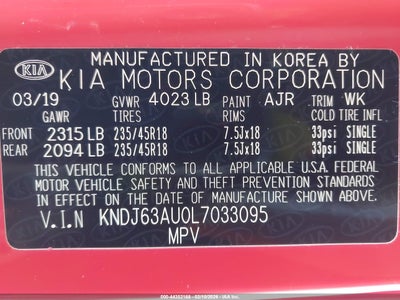 MANUFACTURED IN KOREA BY
KIA KIA MOTORS CORPORATION
03/19 GVWR 4023 LB PAINT AJR TRIM WK
GAWR TIRES RIMS COLD TIRE INFL
FRONT 2315 LB 235/45R18 7.5Jx18 33psi SINGLE
REAR 2094 LB 235/45R18 7.5Jx18 33psi SINGLE
THIS VEHICLE CONFORMS TO ALL APPLICABLE U.S. FEDERAL
MOTOR VEHICLE SAFETY AND THEFT PREVENTION STANDARDS
IN EFFECT ON THE DATE OF MANUFACTURE SHOWN ABOVE.
V.I.N KNDJ63AU0L7033095
MPV